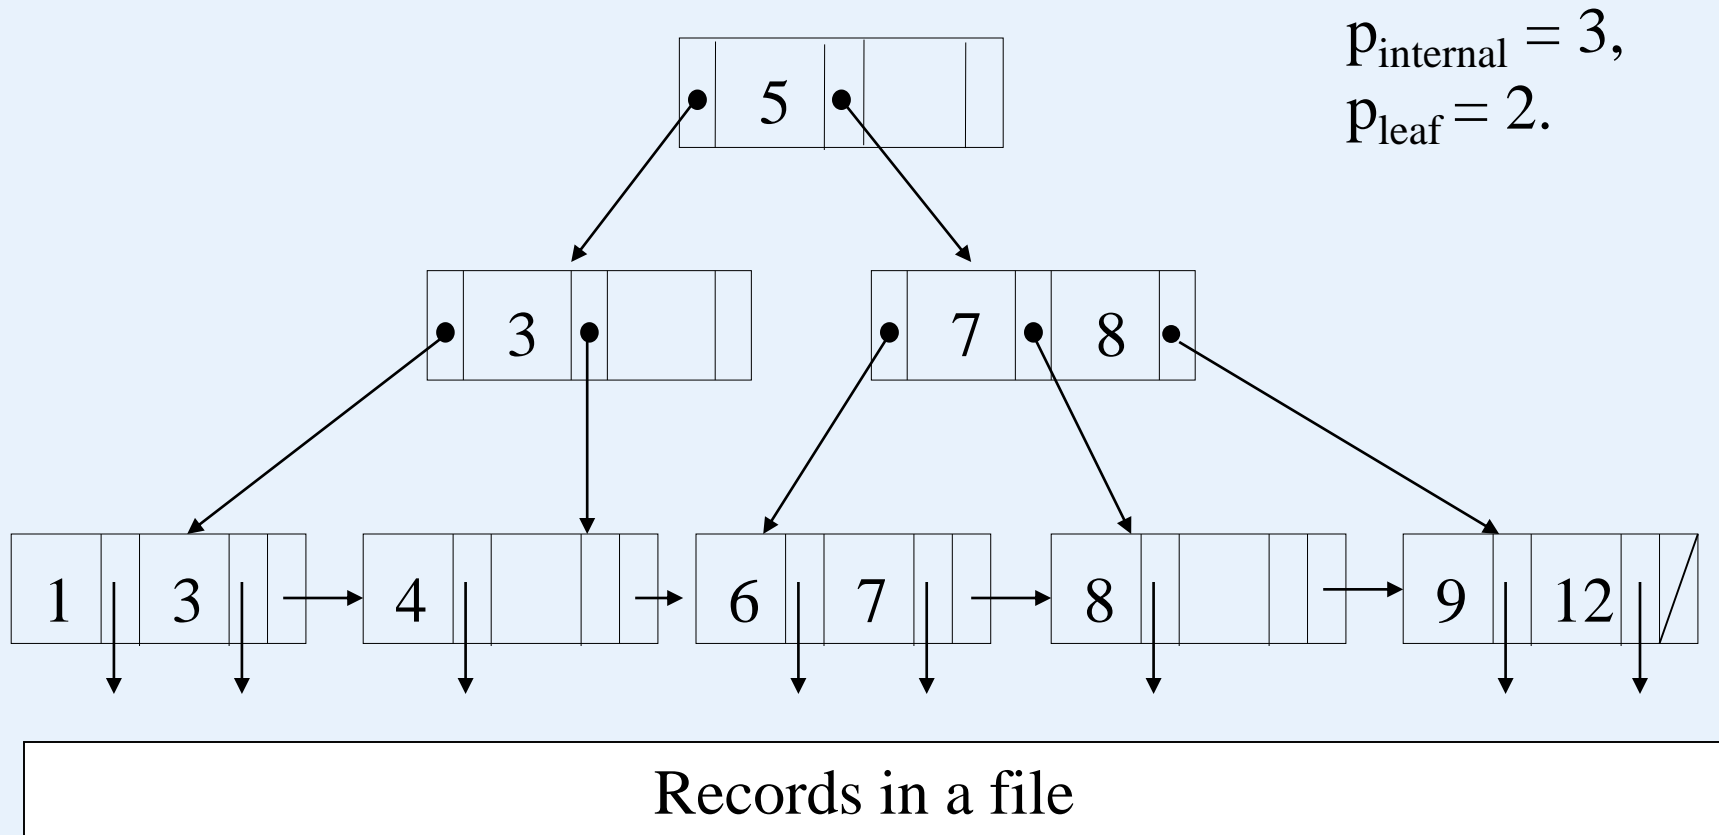 p_internal = 3,
p_leaf = 2.
5
3
7 8
1 3 4 6 7 8 9 12
Records in a file